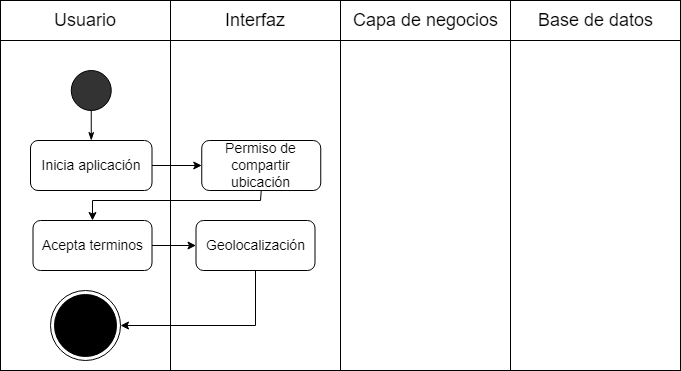 Usuario
Interfaz
Capa de negocios
Base de datos
Inicia aplicación
Permiso de
compartir
ubicación
Acepta terminos
Geolocalización